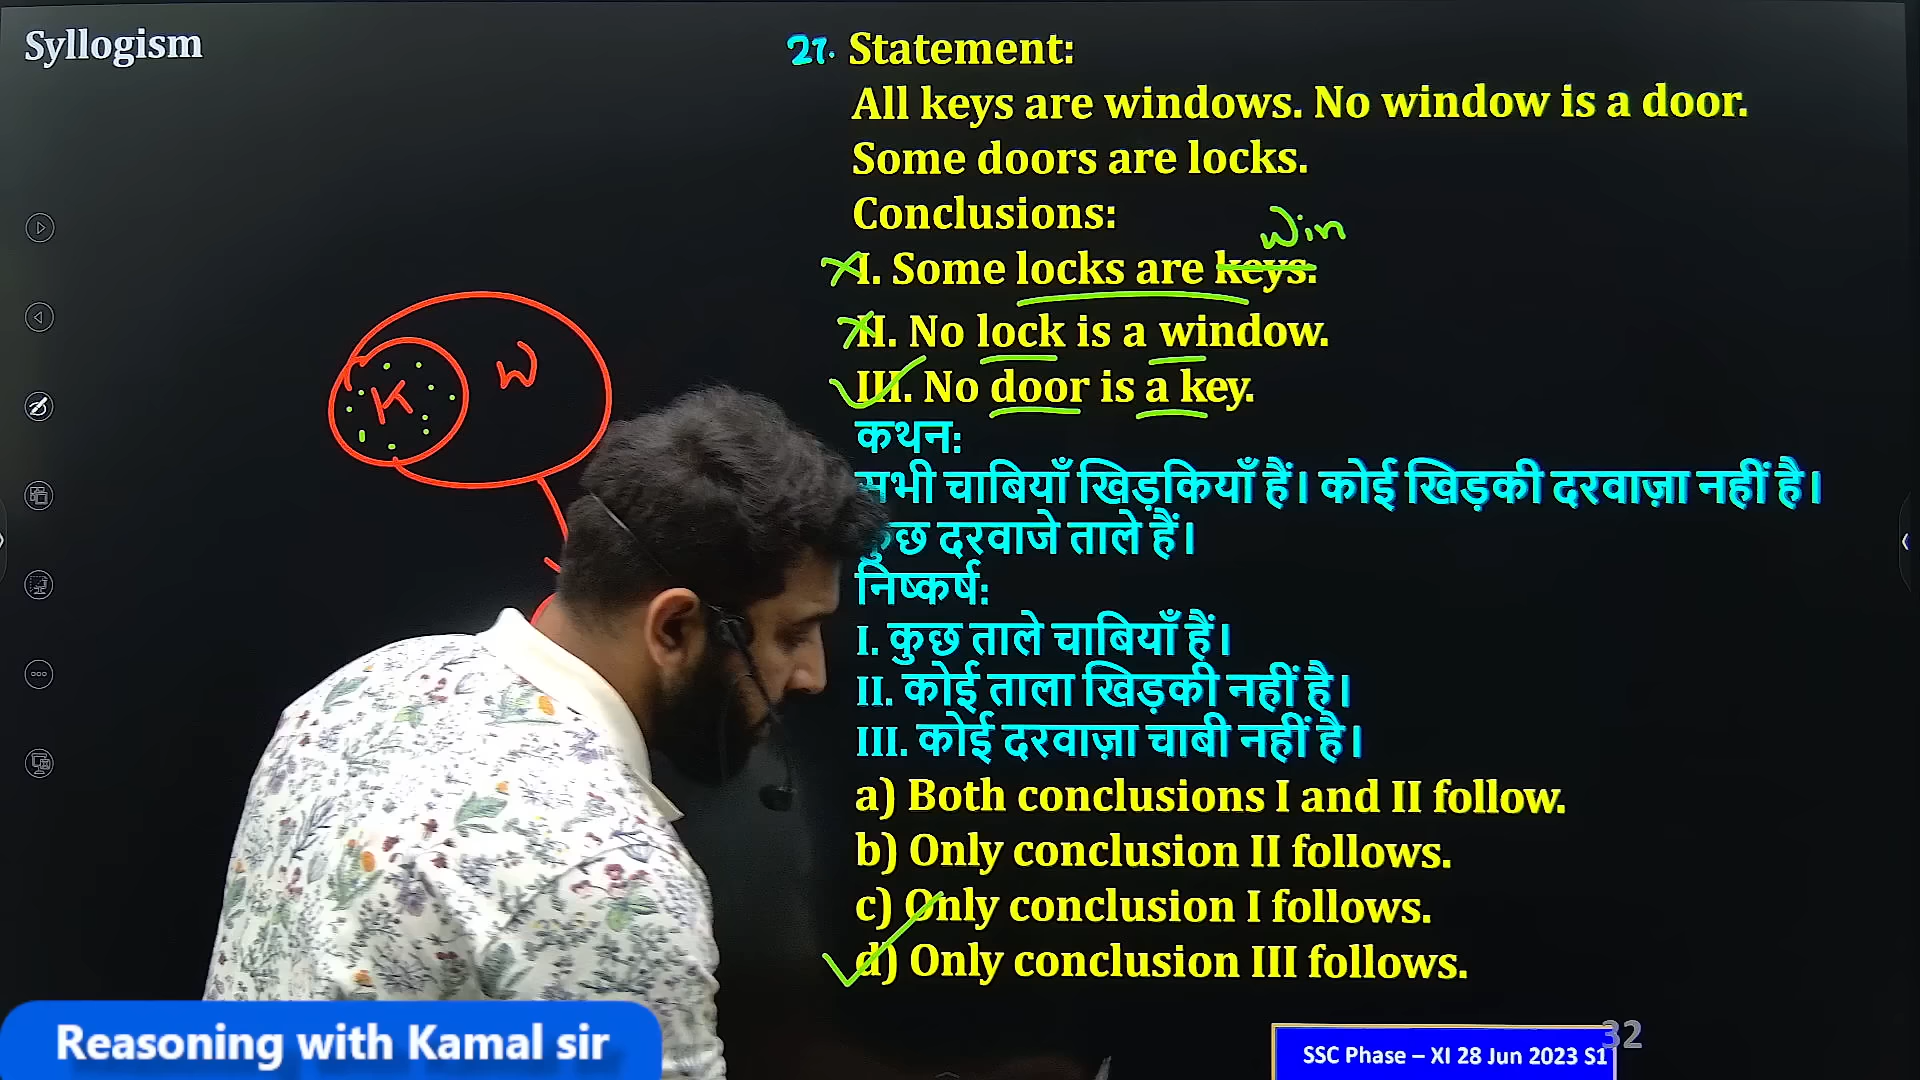 Syllogism
21. Statement:
All keys are windows. No window is a door.
Some doors are locks.
Conclusions:
Win
I. Some locks are keys.
II. No lock is a window.
III. No door is a key.
कथन:
सभी चाबियाँ खिड़कियाँ हैं। कोई खिड़की दरवाज़ा नहीं है।
कुछ दरवाजे ताले हैं।
निष्कर्ष:
I. कुछ ताले चाबियाँ हैं।
II. कोई ताला खिड़की नहीं है।
III. कोई दरवाज़ा चाबी नहीं है।
a) Both conclusions I and II follow.
b) Only conclusion II follows.
c) Only conclusion I follows.
d) Only conclusion III follows.
K W
Reasoning with Kamal sir
32
SSC Phase – XI 28 Jun 2023 S1